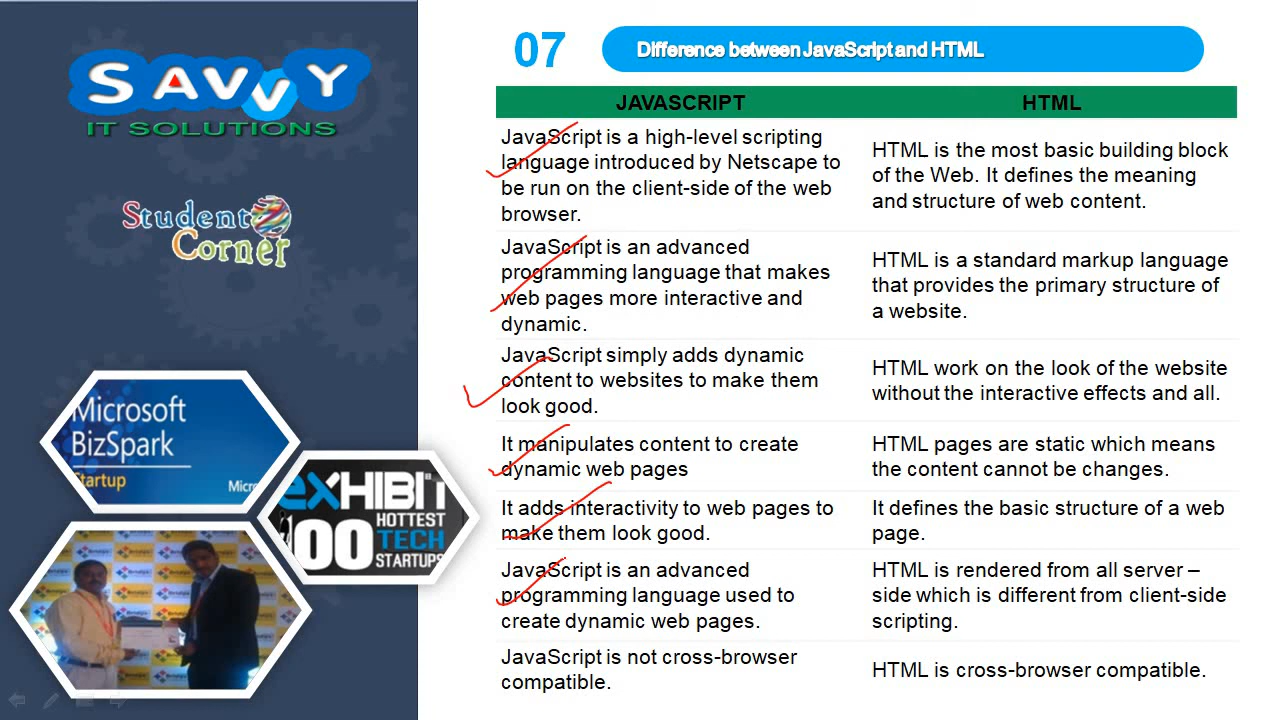 SAVVY
IT SOLUTIONS
Student
Corner
Microsoft
BizSpark
Startup
Micr
eXHIBIT
100
HOTTEST
TECH
STARTUPS
07
Difference between JavaScript and HTML
JAVASCRIPT
HTML
JavaScript is a high-level scripting
language introduced by Netscape to
be run on the client-side of the web
browser.
HTML is the most basic building block
of the Web. It defines the meaning
and structure of web content.
JavaScript is an advanced
programming language that makes
web pages more interactive and
dynamic.
HTML is a standard markup language
that provides the primary structure of
a website.
JavaScript simply adds dynamic
content to websites to make them
look good.
HTML work on the look of the website
without the interactive effects and all.
It manipulates content to create
dynamic web pages
HTML pages are static which means
the content cannot be changes.
It adds interactivity to web pages to
make them look good.
It defines the basic structure of a web
page.
JavaScript is an advanced
programming language used to
create dynamic web pages.
HTML is rendered from all server –
side which is different from client-side
scripting.
JavaScript is not cross-browser
compatible.
HTML is cross-browser compatible.